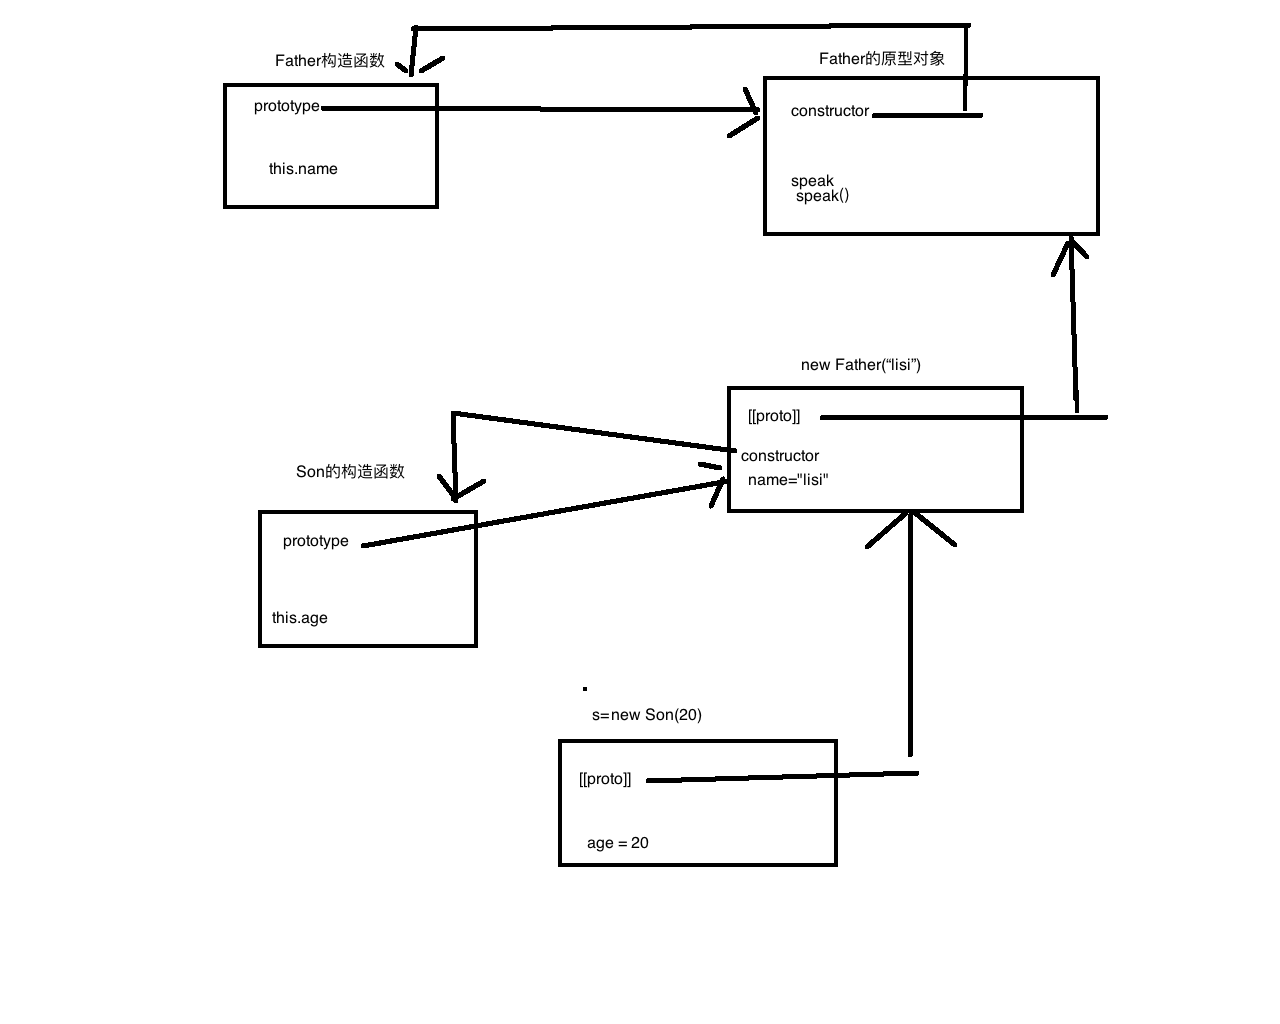 Father构造函数
Father的原型对象
prototype
constructor
this.name
speak
speak()
new Father(“lisi”)
[[proto]]
constructor
name="lisi"
Son的构造函数
prototype
this.age
s=new Son(20)
[[proto]]
age = 20